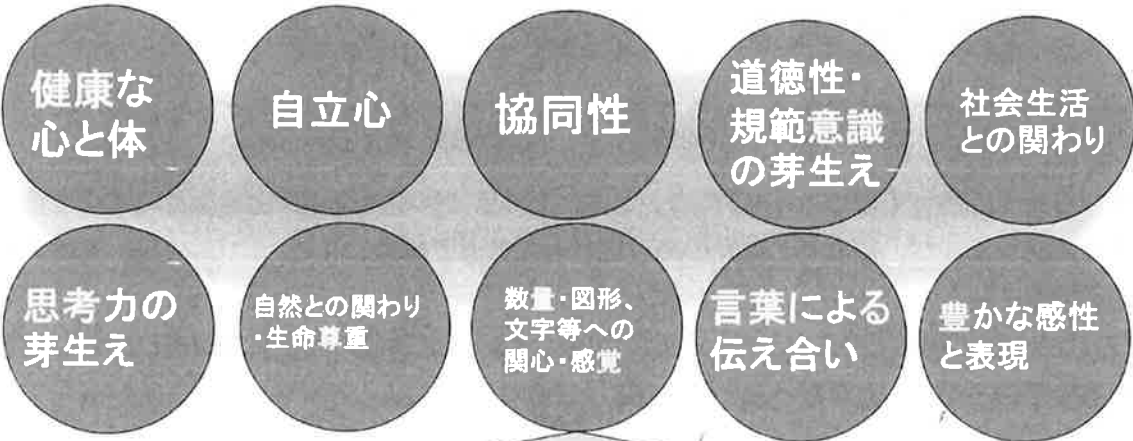 健康な
心と体
自立心
協同性
道徳性・
規範意識
の芽生え
社会生活
との関わり
思考力の
芽生え
自然との関わり
・生命尊重
数量・図形、
文字等への
関心・感覚
言葉による
伝え合い
豊かな感性
と表現